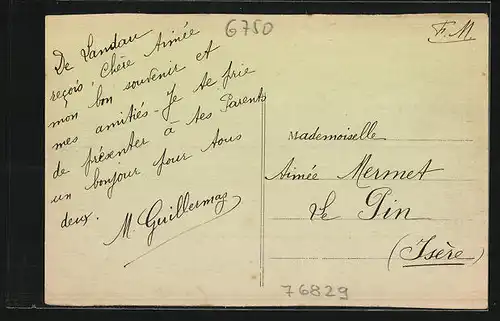 6750
F. M
De Landau
reçois, Chère Aimée
mon bon souvenir et
mes amitiés - Je te prie
de présenter à tes Parents
un bonjour pour tous
deux.
M. Guillermaz
Mademoiselle
Aimée Mermet
Le Pin
(Isère)
76829